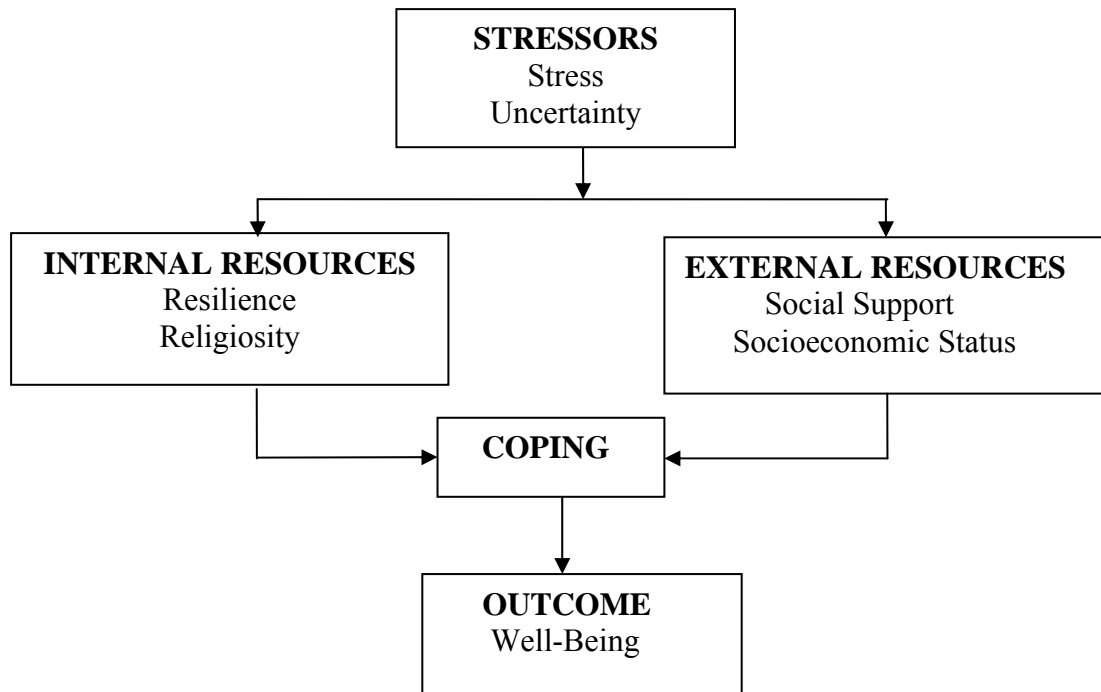 STRESSORS
Stress
Uncertainty
INTERNAL RESOURCES
Resilience
Religiosity
EXTERNAL RESOURCES
Social Support
Socioeconomic Status
COPING
OUTCOME
Well-Being